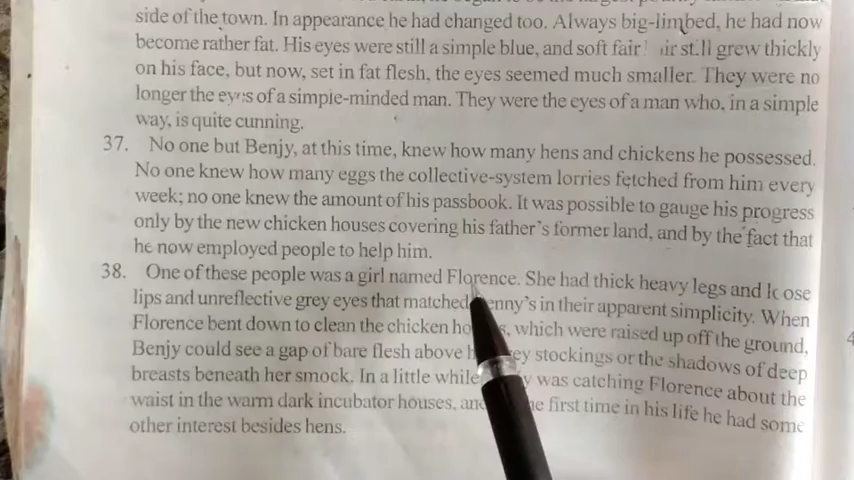 side of the town. In appearance he had changed too. Always big-limbed, he had now
become rather fat. His eyes were still a simple blue, and soft fair still grew thickly
on his face, but now, set in fat flesh, the eyes seemed much smaller. They were no
longer the eyes of a simple-minded man. They were the eyes of a man who, in a simple
way, is quite cunning.
37. No one but Benjy, at this time, knew how many hens and chickens he possessed.
No one knew how many eggs the collective-system lorries fetched from him every
week; no one knew the amount of his passbook. It was possible to gauge his progress
only by the new chicken houses covering his father's former land, and by the fact that
he now employed people to help him.
38. One of these people was a girl named Florence. She had thick heavy legs and loose
lips and unreflective grey eyes that matched enny's in their apparent simplicity. When
Florence bent down to clean the chicken which were raised up off the ground,
Benjy could see a gap of bare flesh above stockings or the shadows of deep
breasts beneath her smock. In a little while was catching Florence about the
waist in the warm dark incubator houses, first time in his life he had some
other interest besides hens.